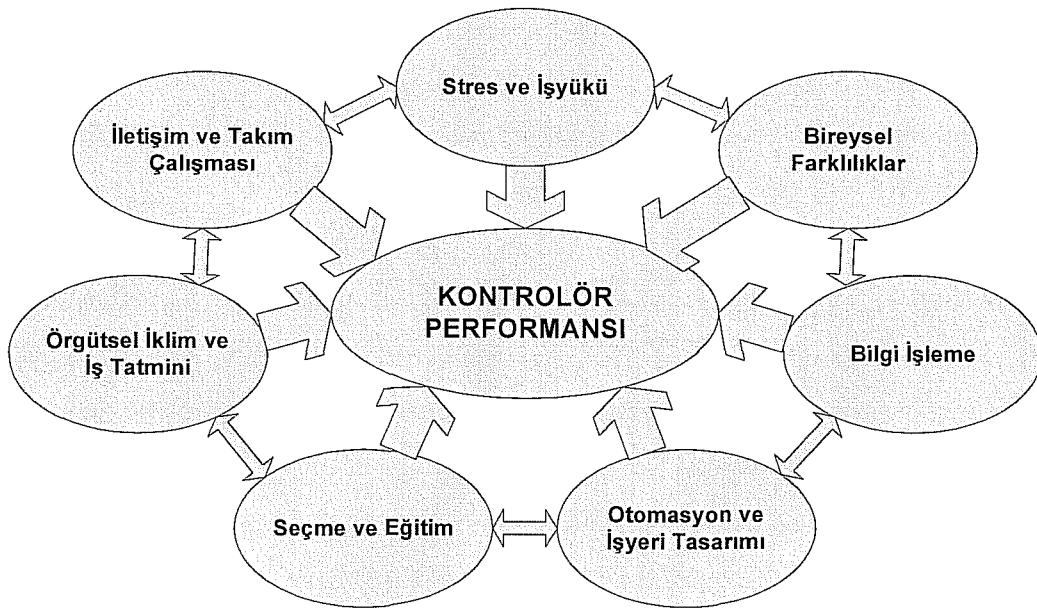 Stres ve İşyükü
İletişim ve Takım
Çalışması
Bireysel
Farklılıklar
KONTROLÖR
PERFORMANSI
Örgütsel İklim ve
İş Tatmini
Bilgi İşleme
Seçme ve Eğitim
Otomasyon ve
İşyeri Tasarımı